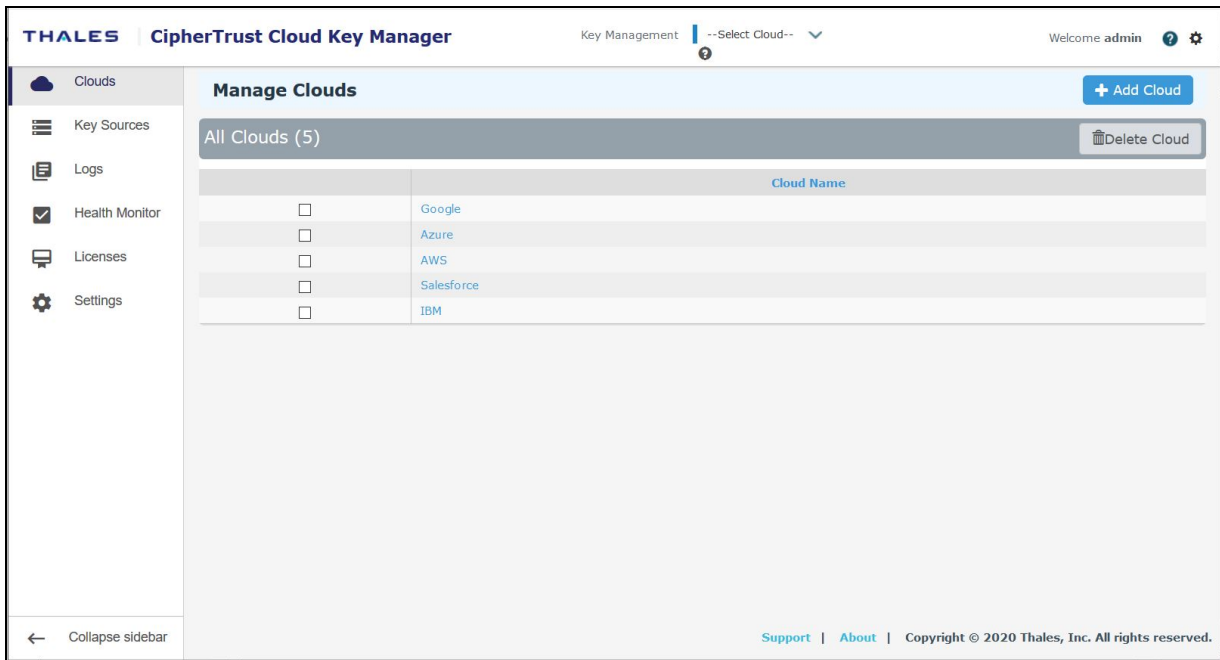 THALES CipherTrust Cloud Key Manager
Key Management --Select Cloud--
Welcome admin
Clouds
Key Sources
Logs
Health Monitor
Licenses
Settings
Collapse sidebar
Manage Clouds
+ Add Cloud
All Clouds (5)
Delete Cloud
Cloud Name
Google
Azure
AWS
Salesforce
IBM
Support | About | Copyright © 2020 Thales, Inc. All rights reserved.